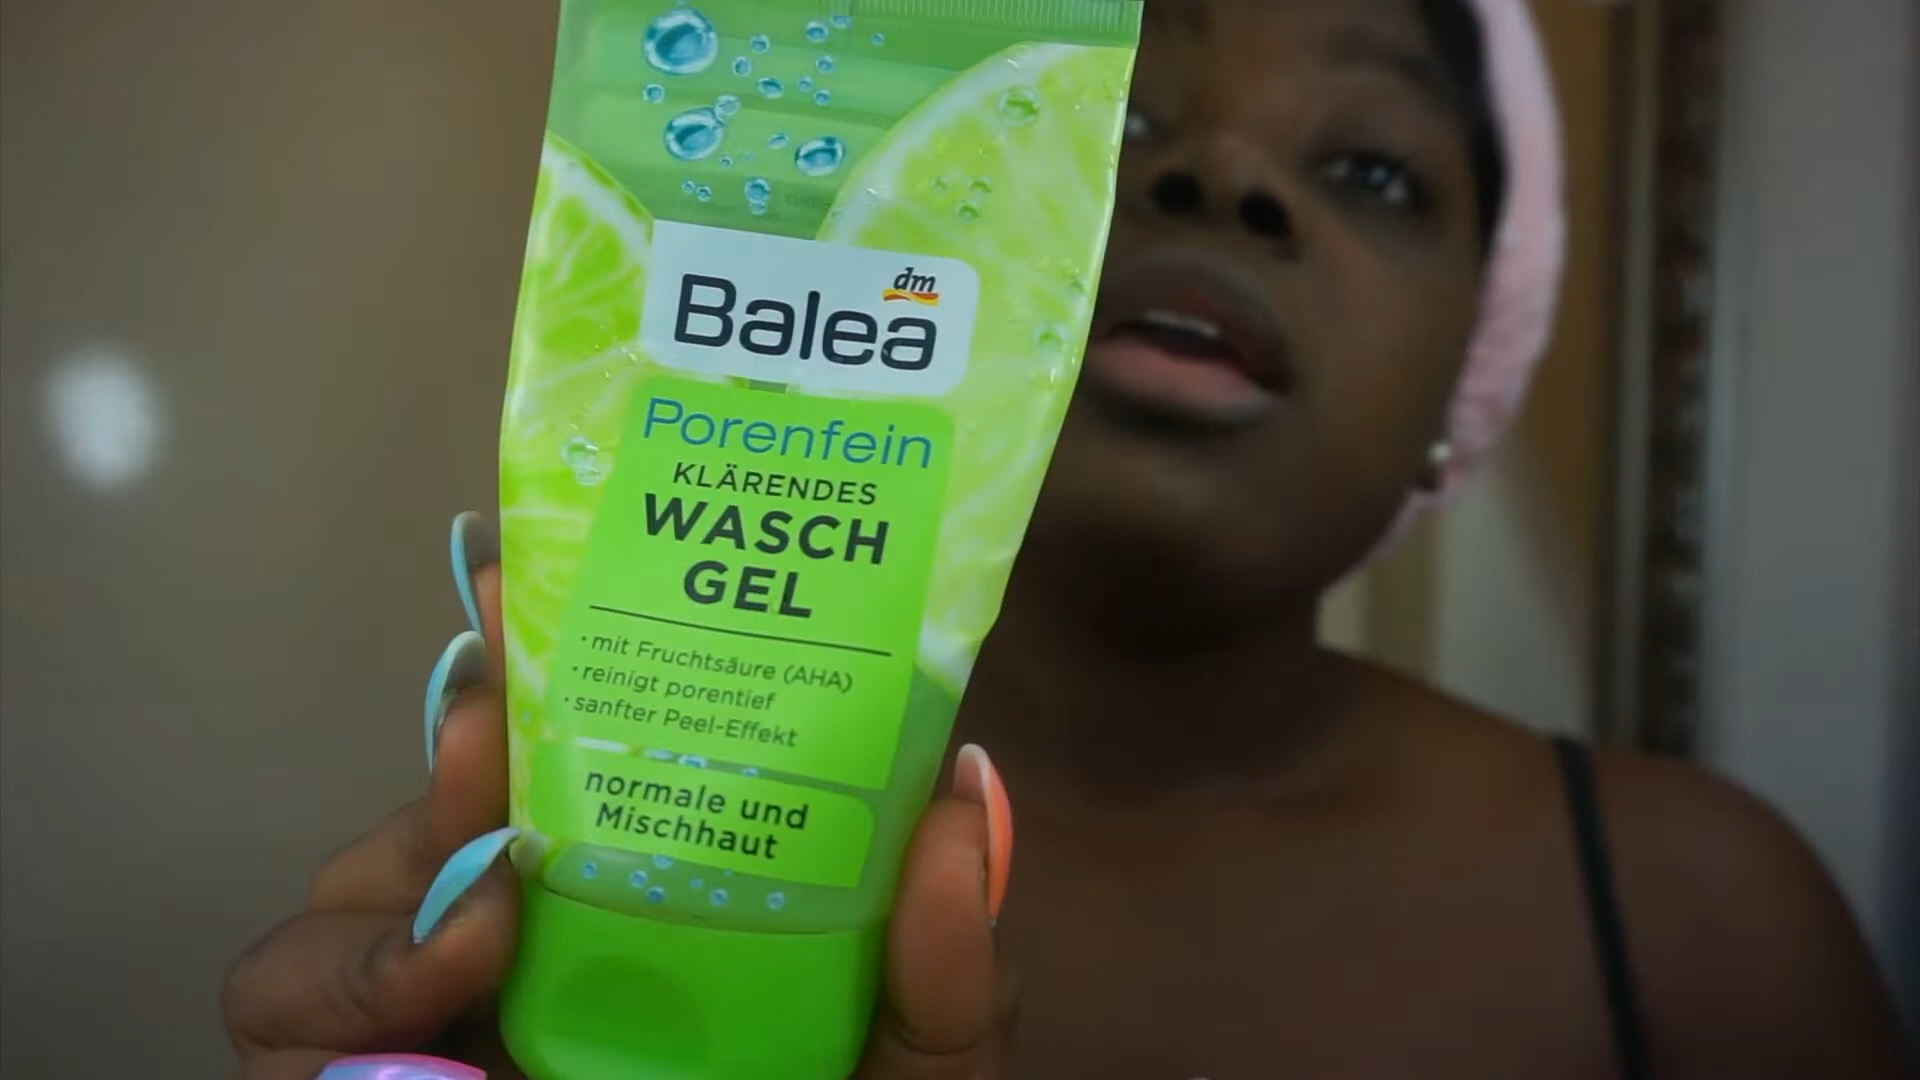 dm
Balea
Porenfein
KLÄRENDES
WASCH
GEL
• mit Fruchtsäure (AHA)
• reinigt porentief
• sanfter Peel-Effekt
normale und
Mischhaut